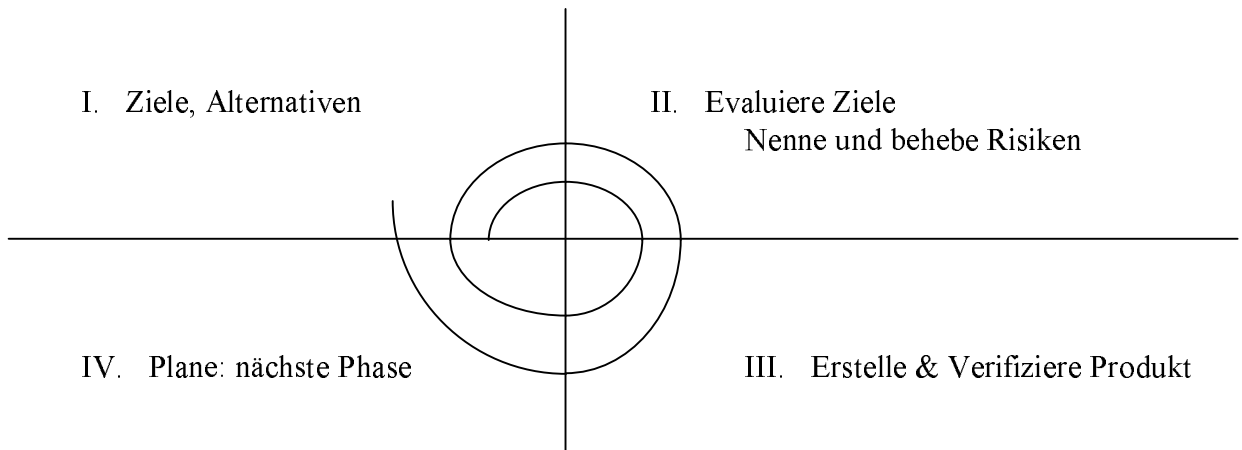 I. Ziele, Alternativen
II. Evaluiere Ziele
Nenne und behebe Risiken
IV. Plane: nächste Phase
III. Erstelle & Verifiziere Produkt